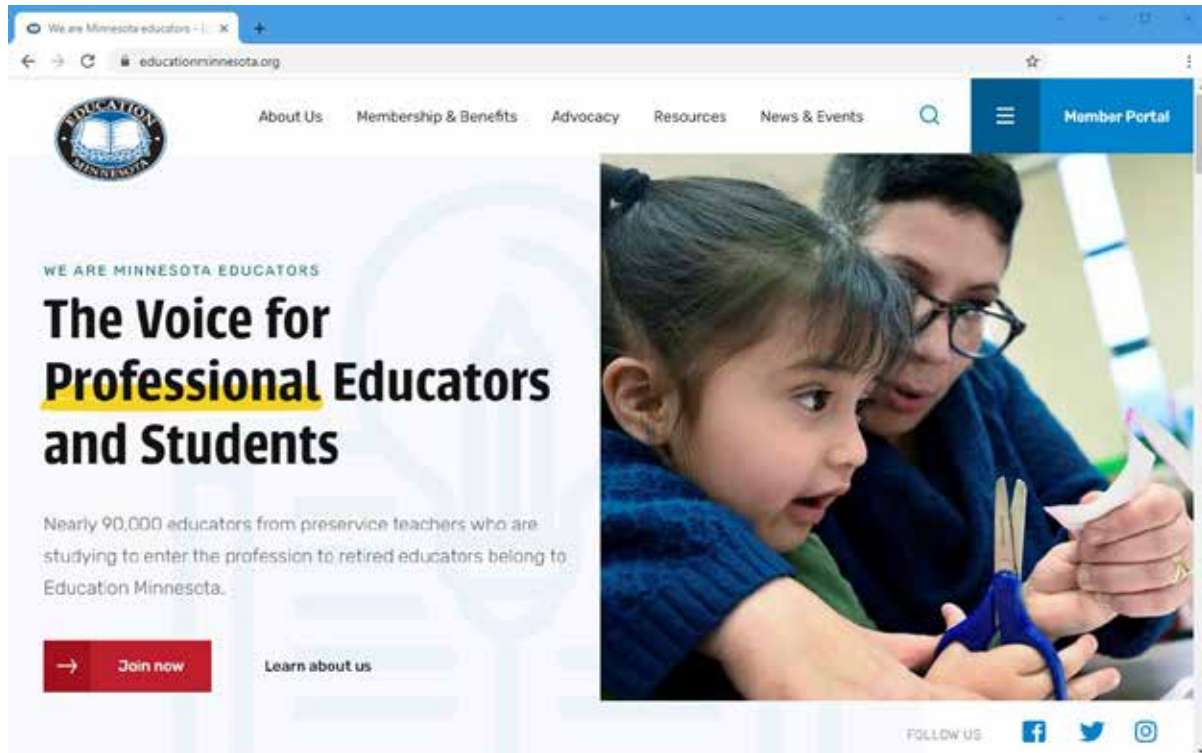 We are Minnesota educators -
educationminnesota.org
EDUCATION
MINNESOTA
About Us Membership & Benefits Advocacy Resources News & Events
Member Portal
WE ARE MINNESOTA EDUCATORS
The Voice for
Professional Educators
and Students
Nearly 90,000 educators from preservice teachers who are
studying to enter the profession to retired educators belong to
Education Minnesota.
Join now Learn about us
FOLLOW US